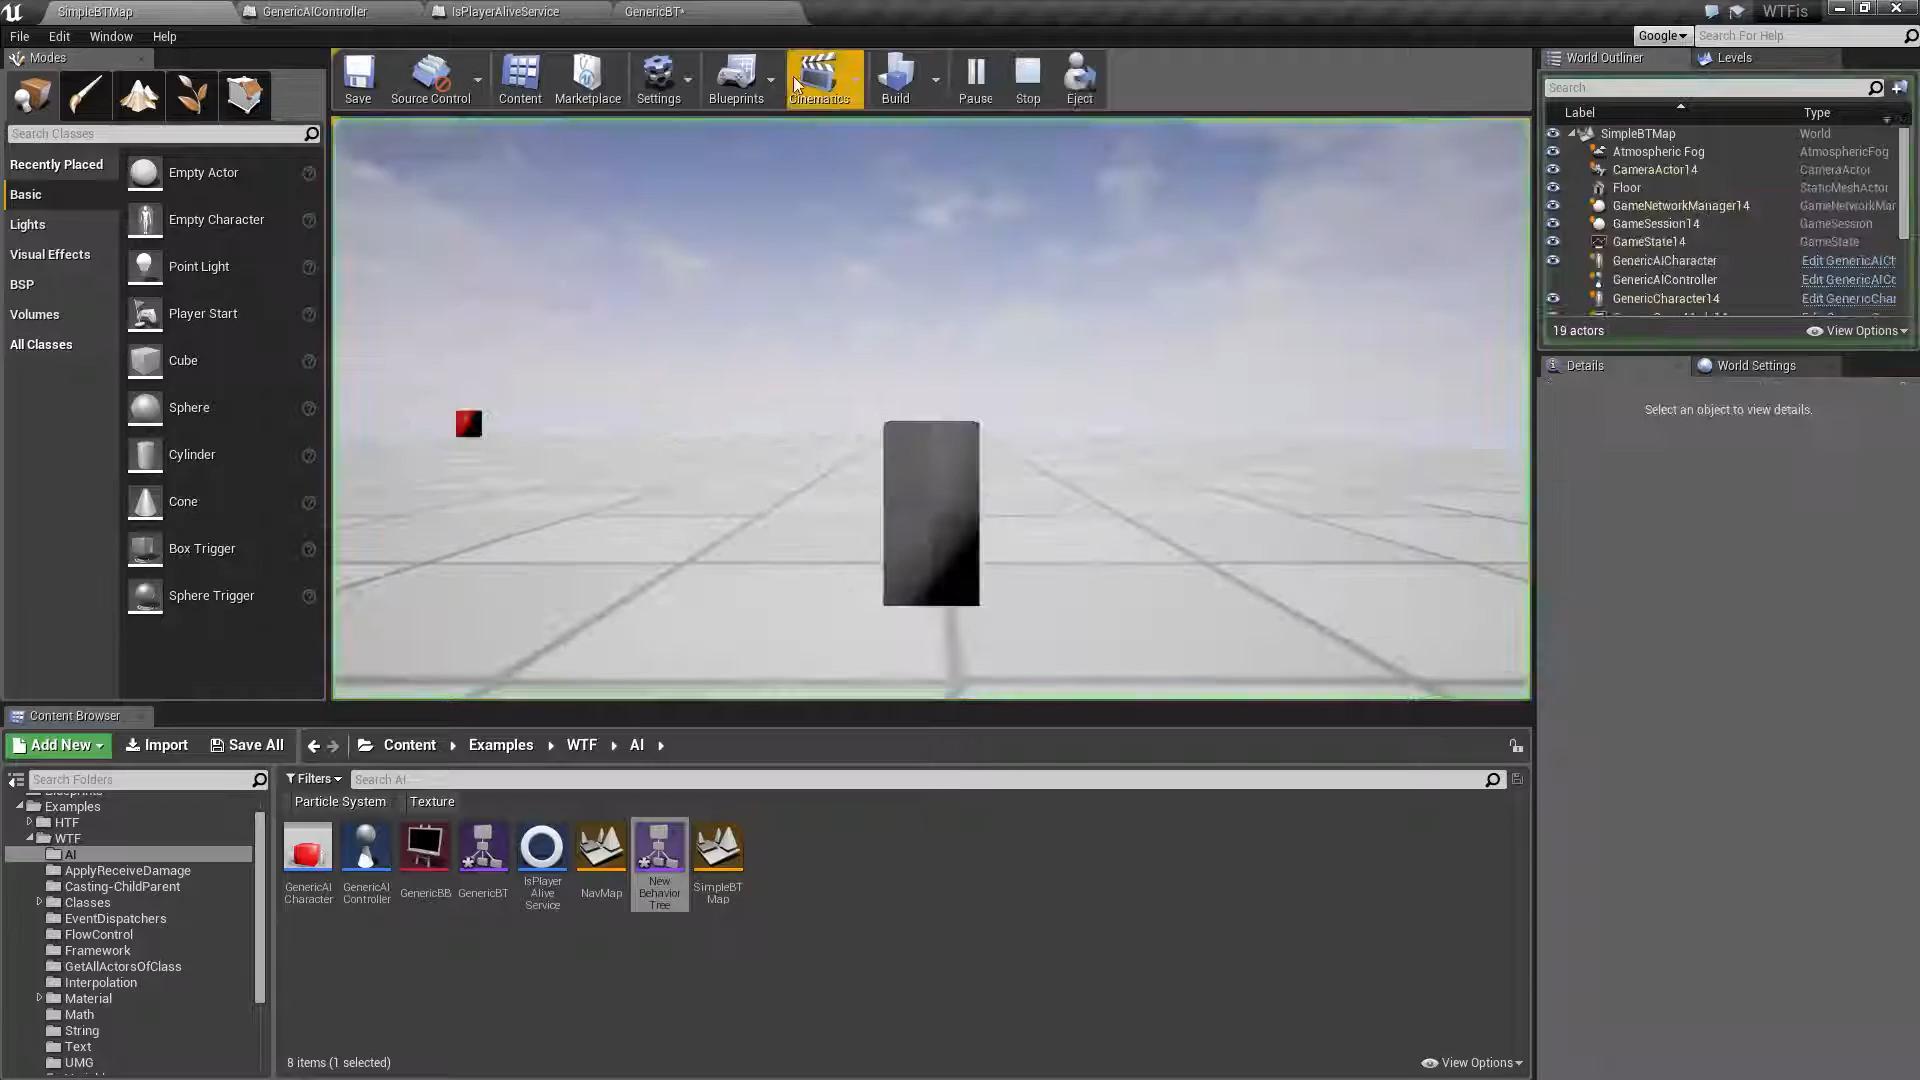 SimpleBTMap
GenericAIController
IsPlayerAliveService
GenericBT*
WTFis
File Edit Window Help
Google
Search For Help
Modes
Save
Source Control
Content
Marketplace
Settings
Blueprints
Cinematics
Build
Pause
Stop
Eject
Search Classes
Recently Placed
Basic
Lights
Visual Effects
BSP
Volumes
All Classes
Empty Actor
Empty Character
Point Light
Player Start
Cube
Sphere
Cylinder
Cone
Box Trigger
Sphere Trigger
World Outliner
Levels
Search
Label Type
SimpleBTMap World
Atmospheric Fog AtmosphericFog
CameraActor14 CameraActor
Floor StaticMeshActor
GameNetworkManager14 GameNetworkMar
GameSession14 GameSession
GameState14 GameState
GenericAICharacter Edit GenericAICh
GenericAIController Edit GenericAICo
GenericCharacter14 Edit GenericChar
19 actors
View Options
Details
World Settings
Select an object to view details.
Content Browser
Add New
Import
Save All
Content
Examples
WTF
AI
Search Folders
Examples
HTF
WTF
AI
ApplyReceiveDamage
Casting-ChildParent
Classes
EventDispatchers
FlowControl
Framework
GetAllActorsOfClass
Interpolation
Material
Math
String
Text
UMG
Filters
Search AI
Particle System
Texture
GenericAI
Character
GenericAI
Controller
GenericBB
GenericBT
IsPlayer
Alive
Service
NavMap
New
Behavior
Tree
SimpleBT
Map
8 items (1 selected)
View Options